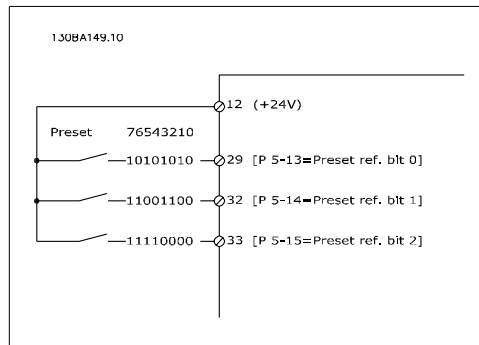 130BA149.10
12 (+24V)
Preset 76543210
10101010 29 [P 5-13=Preset ref. bit 0]
11001100 32 [P 5-14=Preset ref. bit 1]
11110000 33 [P 5-15=Preset ref. bit 2]